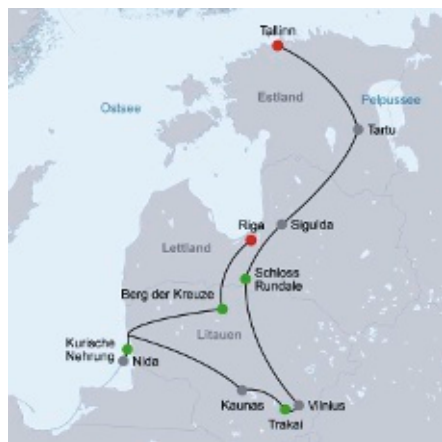 Tallinn
Estland
Peipussee
Ostsee
Tartu
Riga
Sigulda
Lettland
Schloss
Rundale
Berg der Kreuze
Litauen
Kurische
Nehrung
Nida
Kaunas
Vilnius
Trakai